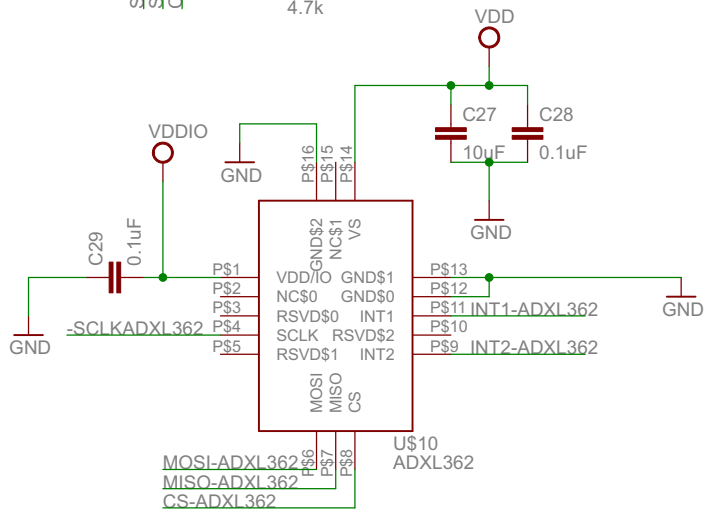 4.7k
VDD
C27
10uF
C28
0.1uF
GND
VDDIO
GND
P$16
P$15
P$14
C29
0.1uF
GND
GND$2
NC$1
VS
P$1
P$2
P$3
P$4
P$5
VDD/IO
NC$0
RSVD$0
SCLK
RSVD$1
GND$1
GND$0
INT1
RSVD$2
INT2
P$13
P$12
P$11
P$10
P$9
INT1-ADXL362
INT2-ADXL362
GND
-SCLKADXL362
MOSI
MISO
CS
P$6
P$7
P$8
MOSI-ADXL362
MISO-ADXL362
CS-ADXL362
U$10
ADXL362